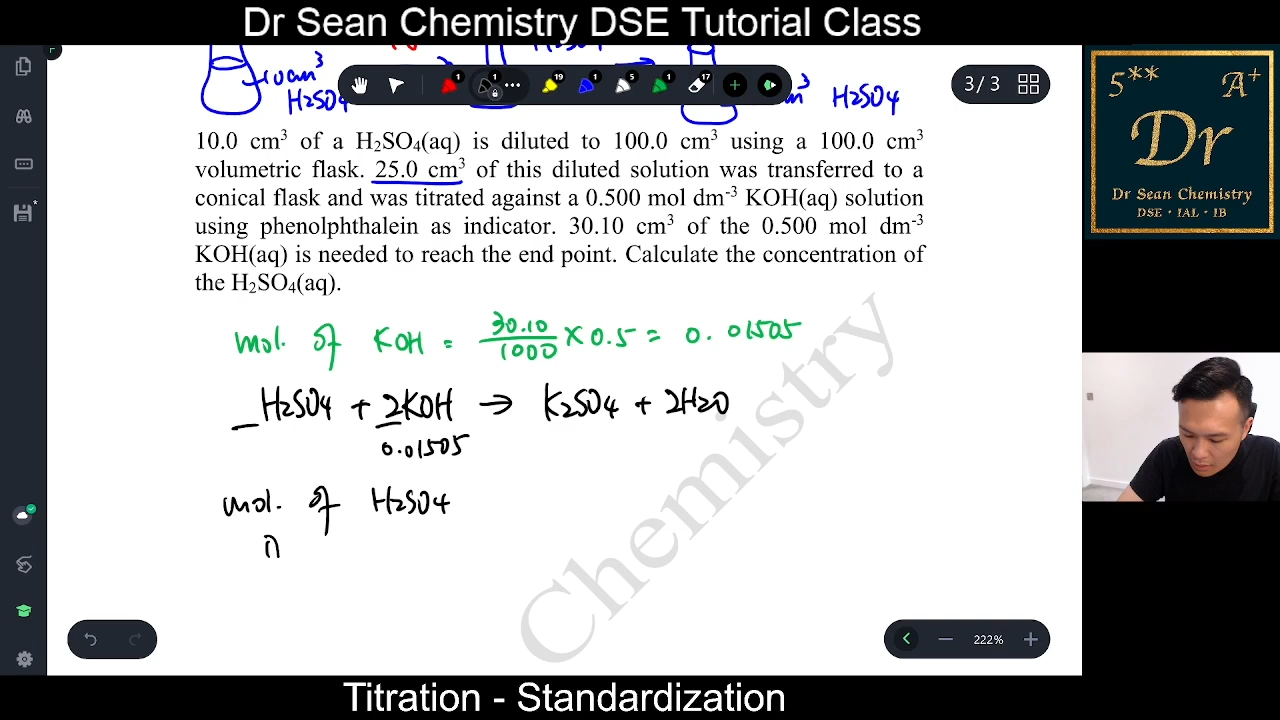 Dr Sean Chemistry DSE Tutorial Class
10cm³
H2SO4
H2SO4
3/3
5** A+
Dr
Dr Sean Chemistry
DSE · IAL · IB
10.0 cm³ of a H₂SO₄(aq) is diluted to 100.0 cm³ using a 100.0 cm³
volumetric flask. 25.0 cm³ of this diluted solution was transferred to a
conical flask and was titrated against a 0.500 mol dm⁻³ KOH(aq) solution
using phenolphthalein as indicator. 30.10 cm³ of the 0.500 mol dm⁻³
KOH(aq) is needed to reach the end point. Calculate the concentration of
the H₂SO₄(aq).
mol. of KOH = 30.10/1000 × 0.5 = 0.01505
_H2SO4 + 2KOH → K2SO4 + 2H2O
0.01505
mol. of H2SO4
Chemistry
222%
Titration - Standardization